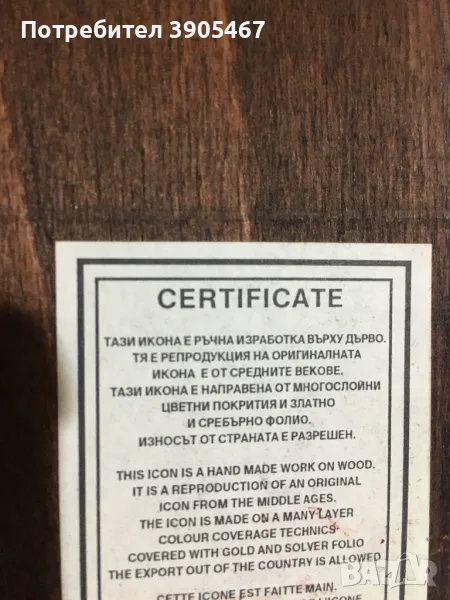 Потребител 3905467
CERTIFICATE
ТАЗИ ИКОНА Е РЪЧНА ИЗРАБОТКА ВЪРХУ ДЪРВО.
ТЯ Е РЕПРОДУКЦИЯ НА ОРИГИНАЛНАТА
ИКОНА Е ОТ СРЕДНИТЕ ВЕКОВЕ.
ТАЗИ ИКОНА Е НАПРАВЕНА ОТ МНОГОСЛОЙНИ
ЦВЕТНИ ПОКРИТИЯ И ЗЛАТНО
И СРЕБЪРНО ФОЛИО.
ИЗНОСЪТ ОТ СТРАНАТА Е РАЗРЕШЕН.
THIS ICON IS A HAND MADE WORK ON WOOD.
IT IS A REPRODUCTION OF AN ORIGINAL
ICON FROM THE MIDDLE AGES.
THE ICON IS MADE ON A MANY LAYER
COLOUR COVERAGE TECHNICS
COVERED WITH GOLD AND SOLVER FOLIO
THE EXPORT OUT OF THE COUNTRY IS ALLOWED
CETTE ICONE EST FAITTE MAIN.
BAZAR